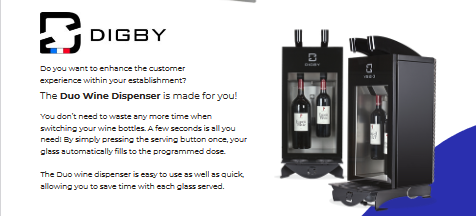 DIGBY
Do you want to enhance the customer
experience within your establishment?
The Duo Wine Dispenser is made for you!
You don't need to waste any more time when
switching your wine bottles. A few seconds is all you
need! By simply pressing the serving button once, your
glass automatically fills to the programmed dose.
The Duo wine dispenser is easy to use as well as quick,
allowing you to save time with each glass served.